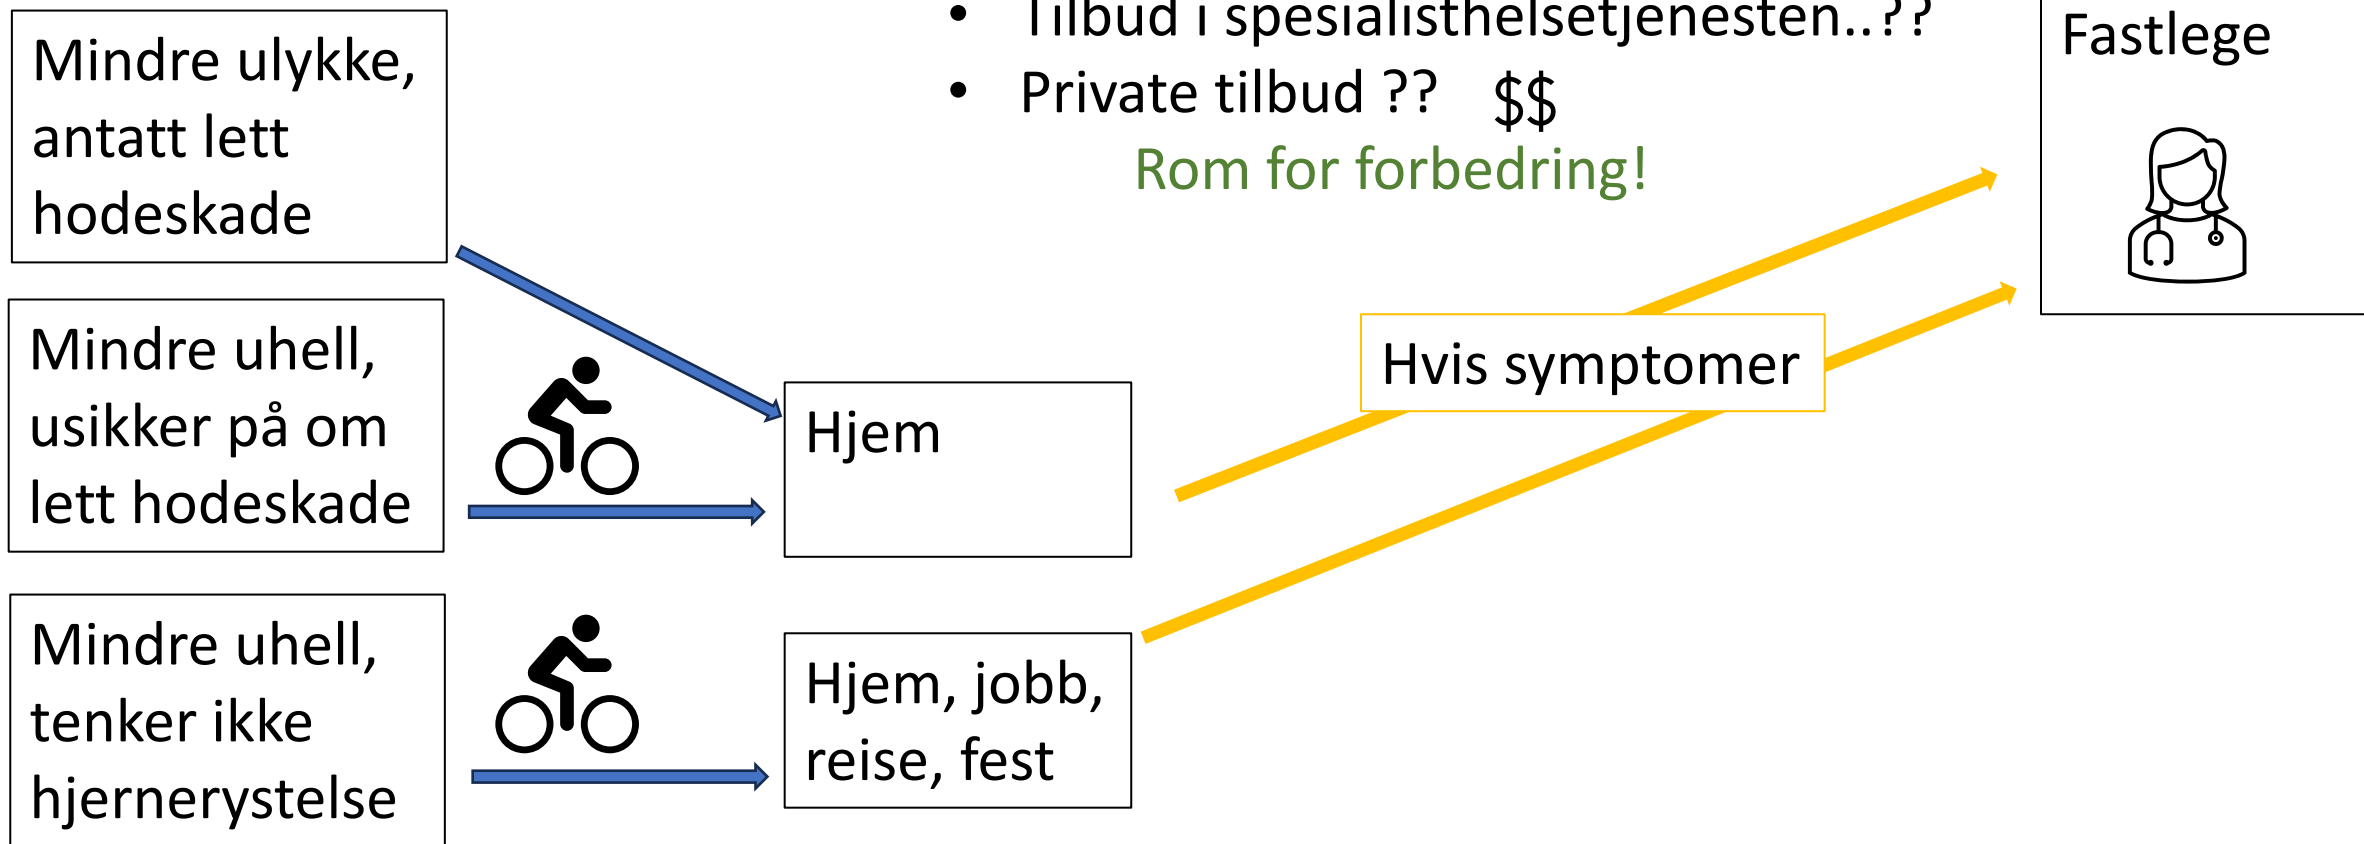 Mindre ulykke,
antatt lett
hodeskade
• Tilbud i spesialisthelsetjenesten..??
• Private tilbud ?? $$
Rom for forbedring!
Fastlege
Mindre uhell,
usikker på om
lett hodeskade
Hjem
Hvis symptomer
Mindre uhell,
tenker ikke
hjernerystelse
Hjem, jobb,
reise, fest